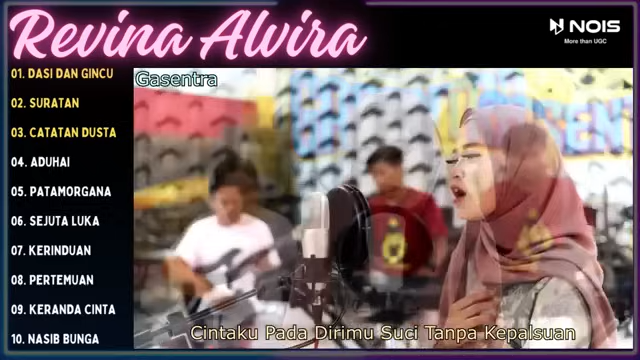 Revina Alvira
NOIS
More than UGC
01. DASI DAN GINCU
02. SURATAN
03. CATATAN DUSTA
04. ADUHAI
05. PATAMORGANA
06. SEJUTA LUKA
07. KERINDUAN
08. PERTEMUAN
09. KERANDA CINTA
10. NASIB BUNGA
Gasentra
Cintaku Pada Dirimu Suci Tanpa Kepalsuan